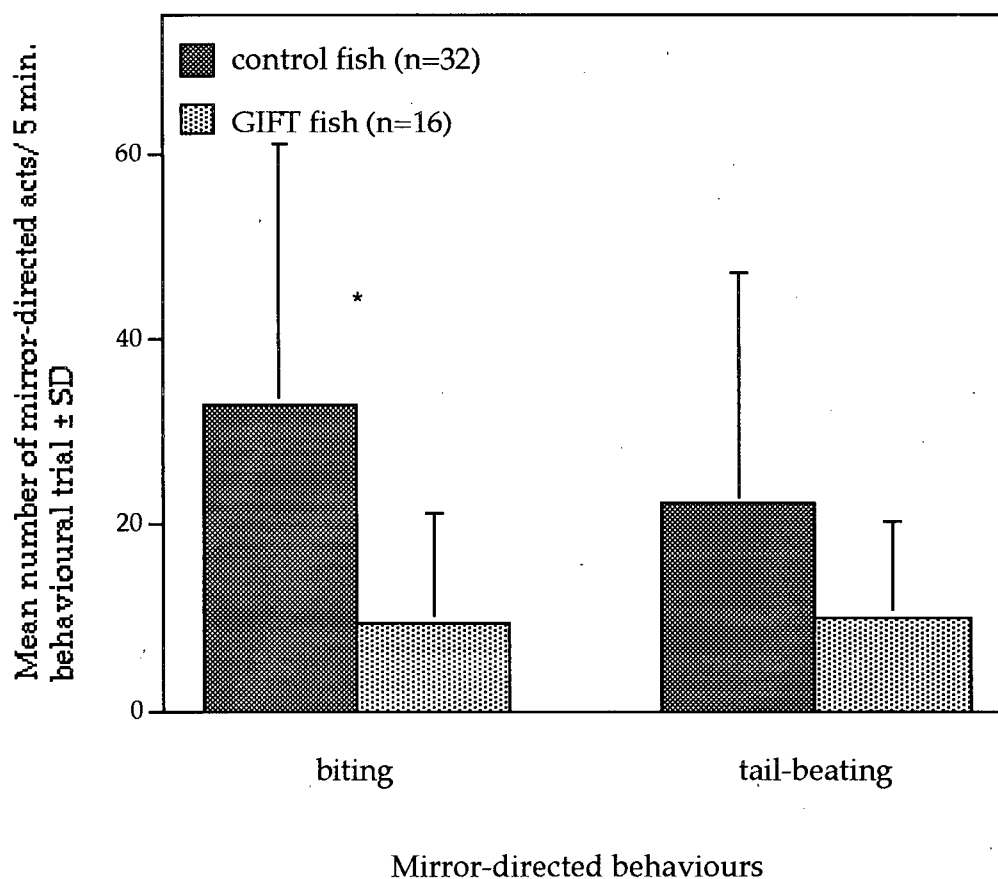 Mean number of mirror-directed acts/ 5 min.
behavioural trial ± SD
control fish (n=32)
GIFT fish (n=16)
60
40
20
0
*
biting
tail-beating
Mirror-directed behaviours